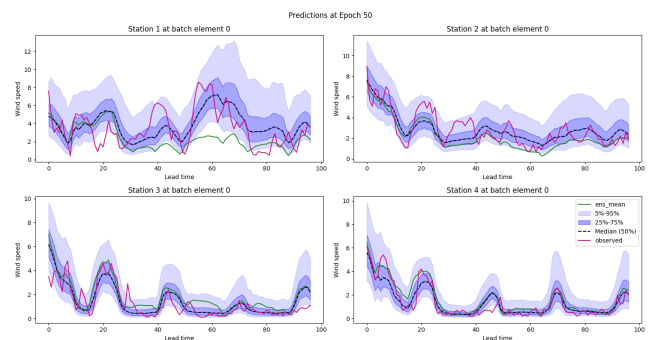 Predictions at Epoch 50
Station 1 at batch element 0
Wind speed
12
10
8
6
4
2
0
0 20 40 60 80 100
Lead time
Station 2 at batch element 0
Wind speed
10
8
6
4
2
0
0 20 40 60 80 100
Lead time
Station 3 at batch element 0
Wind speed
10
8
6
4
2
0
0 20 40 60 80 100
Lead time
Station 4 at batch element 0
Wind speed
10
8
6
4
2
0
0 20 40 60 80 100
Lead time
ens_mean
5%-95%
25%-75%
Median (50%)
observed